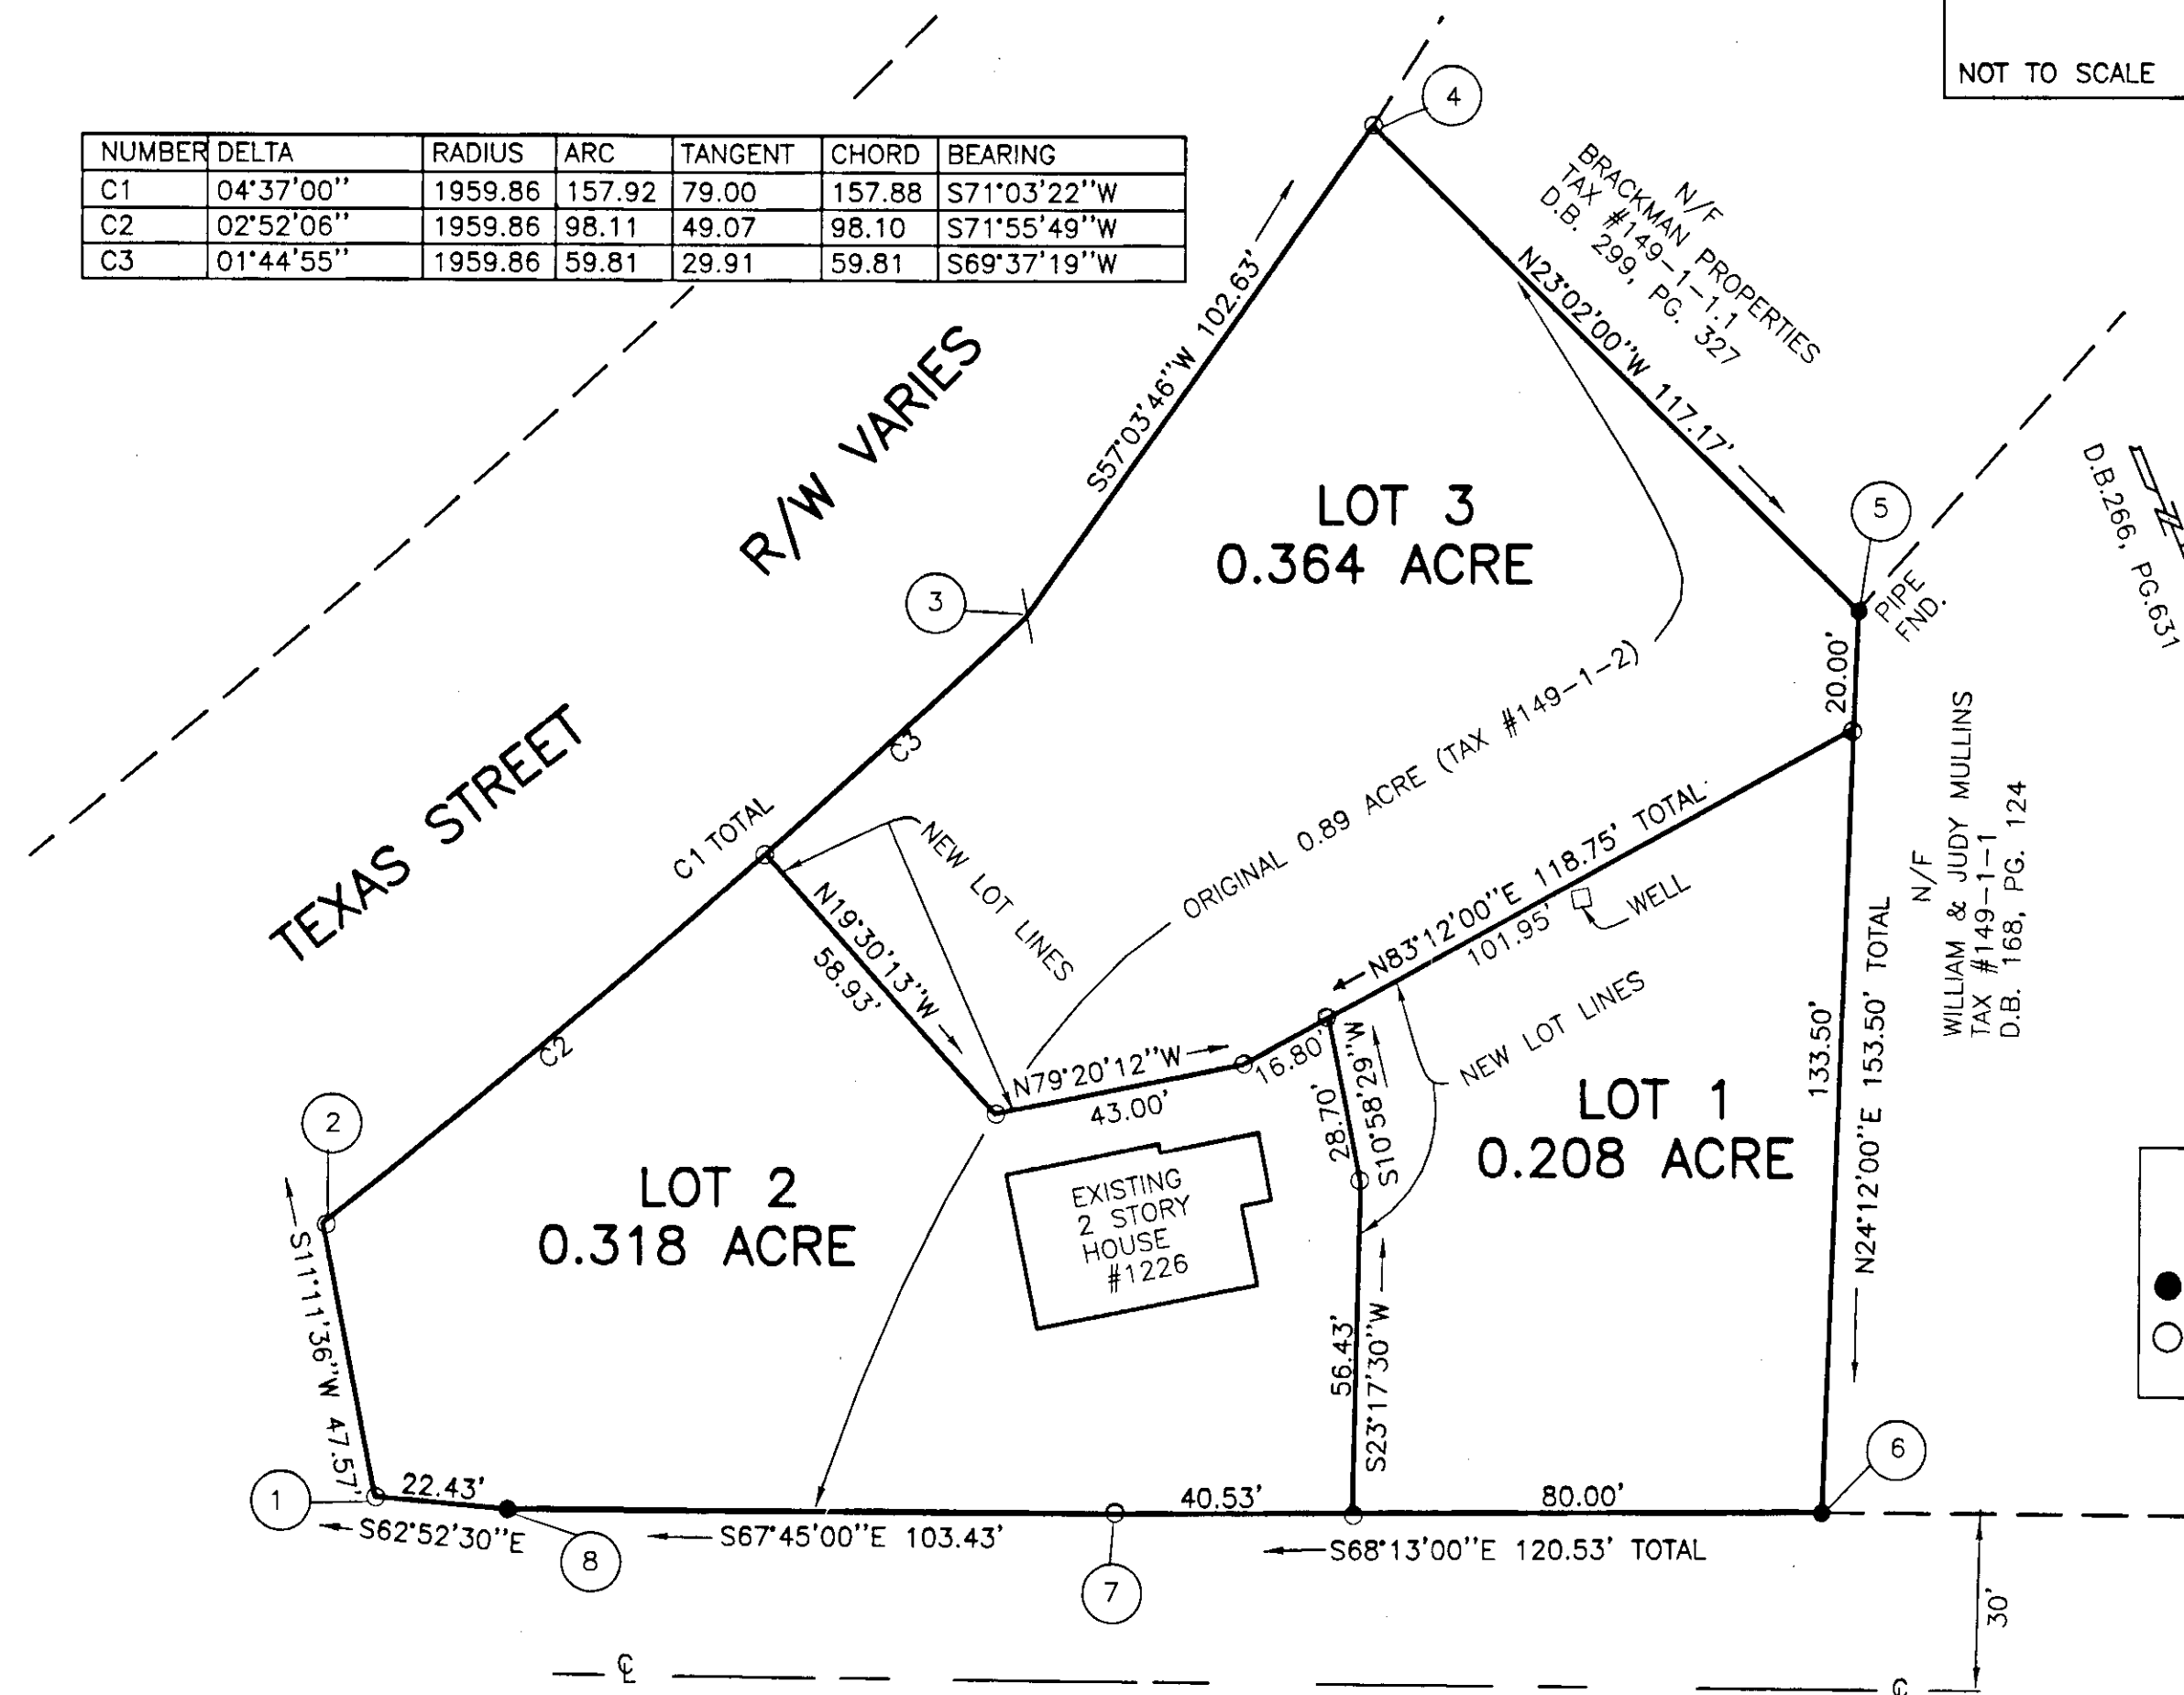 NOT TO SCALE
NUMBER DELTA RADIUS ARC TANGENT CHORD BEARING
C1 04°37'00'' 1959.86 157.92 79.00 157.88 S71°03'22''W
C2 02°52'06'' 1959.86 98.11 49.07 98.10 S71°55'49''W
C3 01°44'55'' 1959.86 59.81 29.91 59.81 S69°37'19''W
4
N/F
BRACKMAN PROPERTIES
TAX #149-1-1.1
D.B. 299, PG. 327
N23°02'00''W 117.17'
S57°03'46''W 102.63'
R/W VARIES
TEXAS STREET
LOT 3
0.364 ACRE
5
PIPE
FND.
D.B.266, PG.631
3
20.00'
C3
C1 TOTAL
C2
NEW LOT LINES
ORIGINAL 0.89 ACRE (TAX #149-1-2)
N83°12'00''E 118.75' TOTAL
101.95'
WELL
N/F
WILLIAM & JUDY MULLINS
TAX #149-1-1
D.B. 168, PG. 124
N19°30'13''W
58.93'
N79°20'12''W
43.00'
16.80'
28.70'
S10°58'29''W
NEW LOT LINES
LOT 1
0.208 ACRE
133.50'
N24°12'00''E 153.50' TOTAL
2
LOT 2
0.318 ACRE
EXISTING
2 STORY
HOUSE
#1226
S11°11'36''W 47.57'
56.43'
S23°17'30''W
6
1
22.43'
S62°52'30''E
8
S67°45'00''E 103.43'
7
40.53'
80.00'
S68°13'00''E 120.53' TOTAL
30'
℄